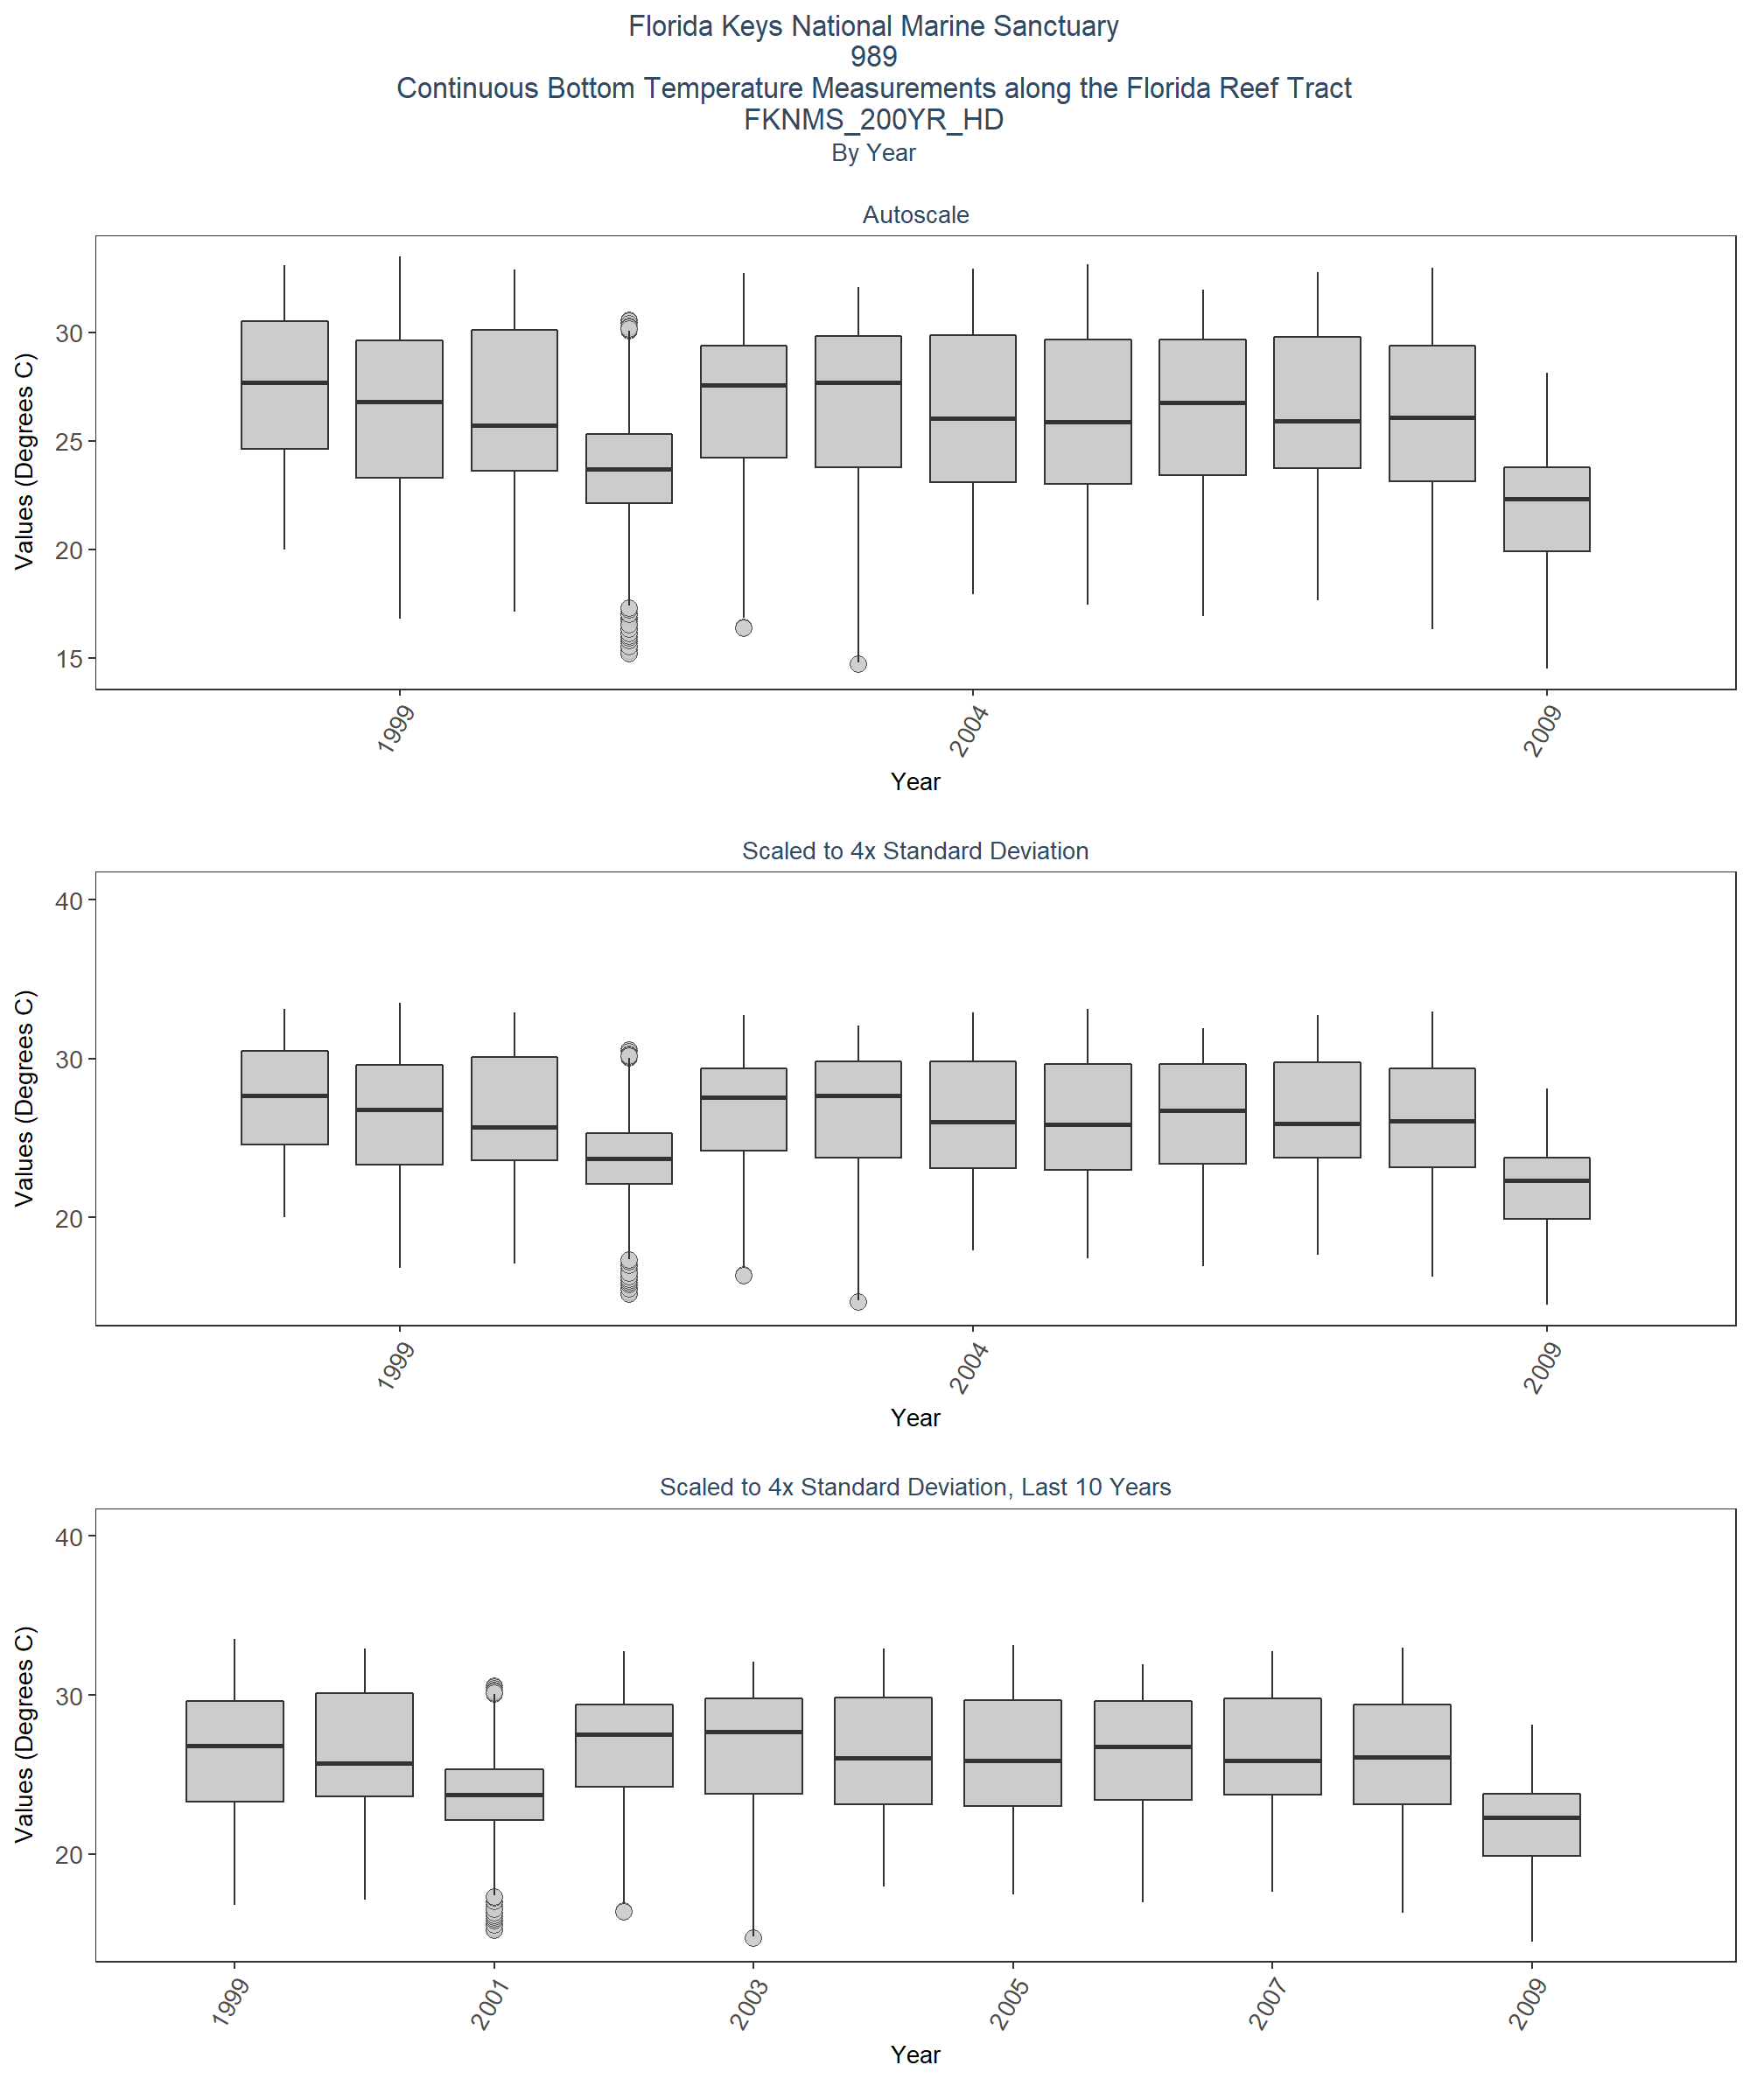 Florida Keys National Marine Sanctuary
989
Continuous Bottom Temperature Measurements along the Florida Reef Tract
FKNMS_200YR_HD
By Year
Autoscale
Values (Degrees C)
30
25
20
15
1999
2004
2009
Year
Scaled to 4x Standard Deviation
Values (Degrees C)
40
30
20
1999
2004
2009
Year
Scaled to 4x Standard Deviation, Last 10 Years
Values (Degrees C)
40
30
20
1999
2001
2003
2005
2007
2009
Year